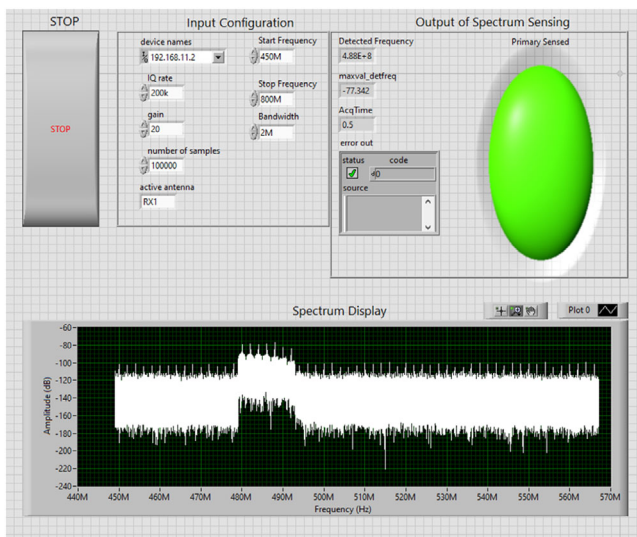 STOP
Input Configuration
Output of Spectrum Sensing
STOP
device names
192.168.11.2
IQ rate
200k
gain
20
number of samples
100000
active antenna
RX1
Start Frequency
450M
Stop Frequency
800M
Bandwidth
2M
Detected Frequency
4.88E+8
maxval_detfreq
-77.342
AcqTime
0.5
error out
status code
0
source
Primary Sensed
Spectrum Display
Plot 0
Amplitude (dB)
-60
-80
-100
-120
-140
-160
-180
-200
-220
-240
440M 450M 460M 470M 480M 490M 500M 510M 520M 530M 540M 550M 560M 570M
Frequency (Hz)